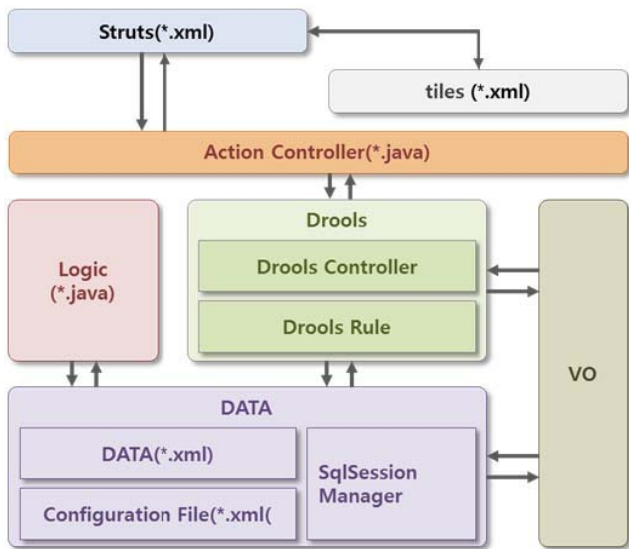 Struts(*.xml)
tiles (*.xml)
Action Controller(*.java)
Logic
(*.java)
Drools
Drools Controller
Drools Rule
VO
DATA
DATA(*.xml)
Configuration File(*.xml(
SqlSession
Manager